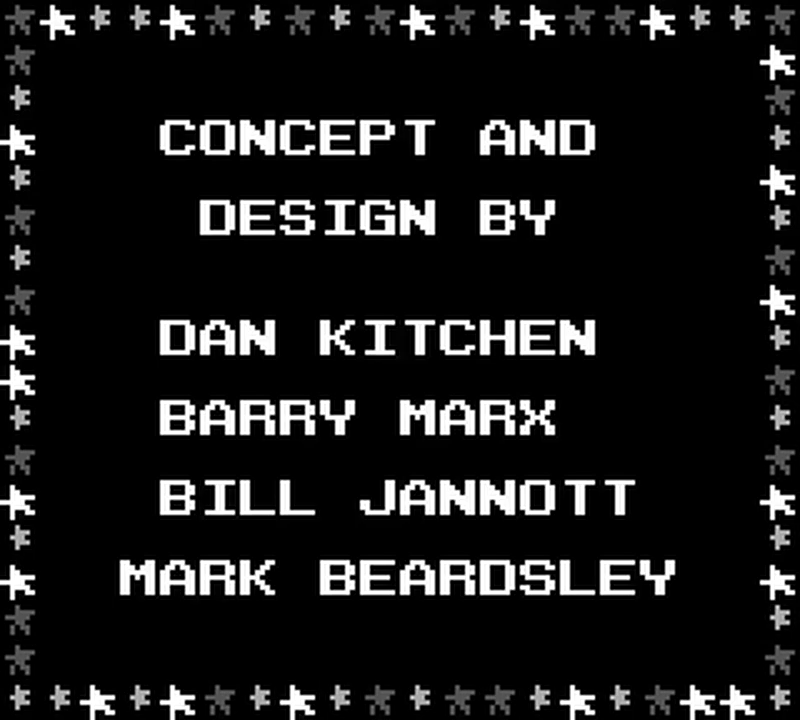 CONCEPT AND
DESIGN BY
DAN KITCHEN
BARRY MARX
BILL JANNOTT
MARK BEARDSLEY